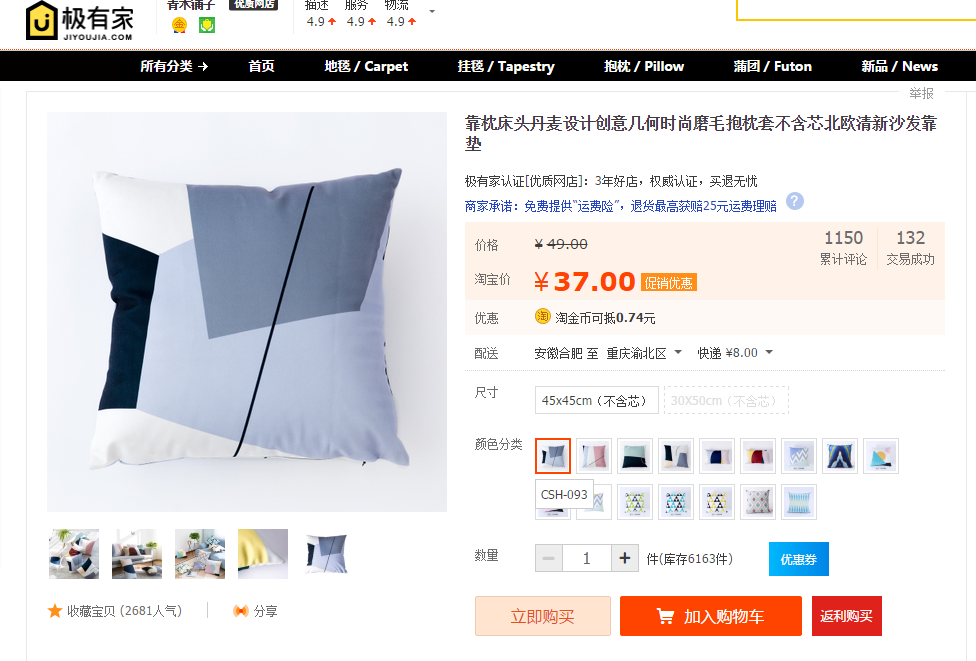 极有家
JIYOUJIA.COM
青木铺子
优质网店
描述 服务 物流
4.9 4.9 4.9
所有分类 首页 地毯 / Carpet 挂毯 / Tapestry 抱枕 / Pillow 蒲团 / Futon 新品 / News
举报
靠枕床头丹麦设计创意几何时尚磨毛抱枕套不含芯北欧清新沙发靠
垫
极有家认证[优质网店]：3年好店，权威认证，买退无忧
商家承诺：免费提供“运费险”，退货最高获赔25元运费理赔 ?
价格 ¥ 49.00
1150 132
累计评论 交易成功
淘宝价 ¥ 37.00 促销优惠
优惠 淘 淘金币可抵0.74元
配送 安徽合肥 至 重庆渝北区 快递 ¥8.00
尺寸 45x45cm（不含芯） 30X50cm（不含芯）
颜色分类
CSH-093
数量 − 1 + 件(库存6163件) 优惠券
收藏宝贝 (2681人气) 分享
立即购买 加入购物车 返利购买